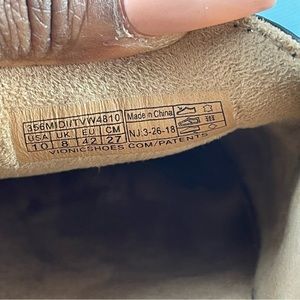 356MIDI/TVW4810
USA UK EU CM
10 8 42 27
Made in China
NJ.3-26-18
VIONICSHOES.COM/PATENTS